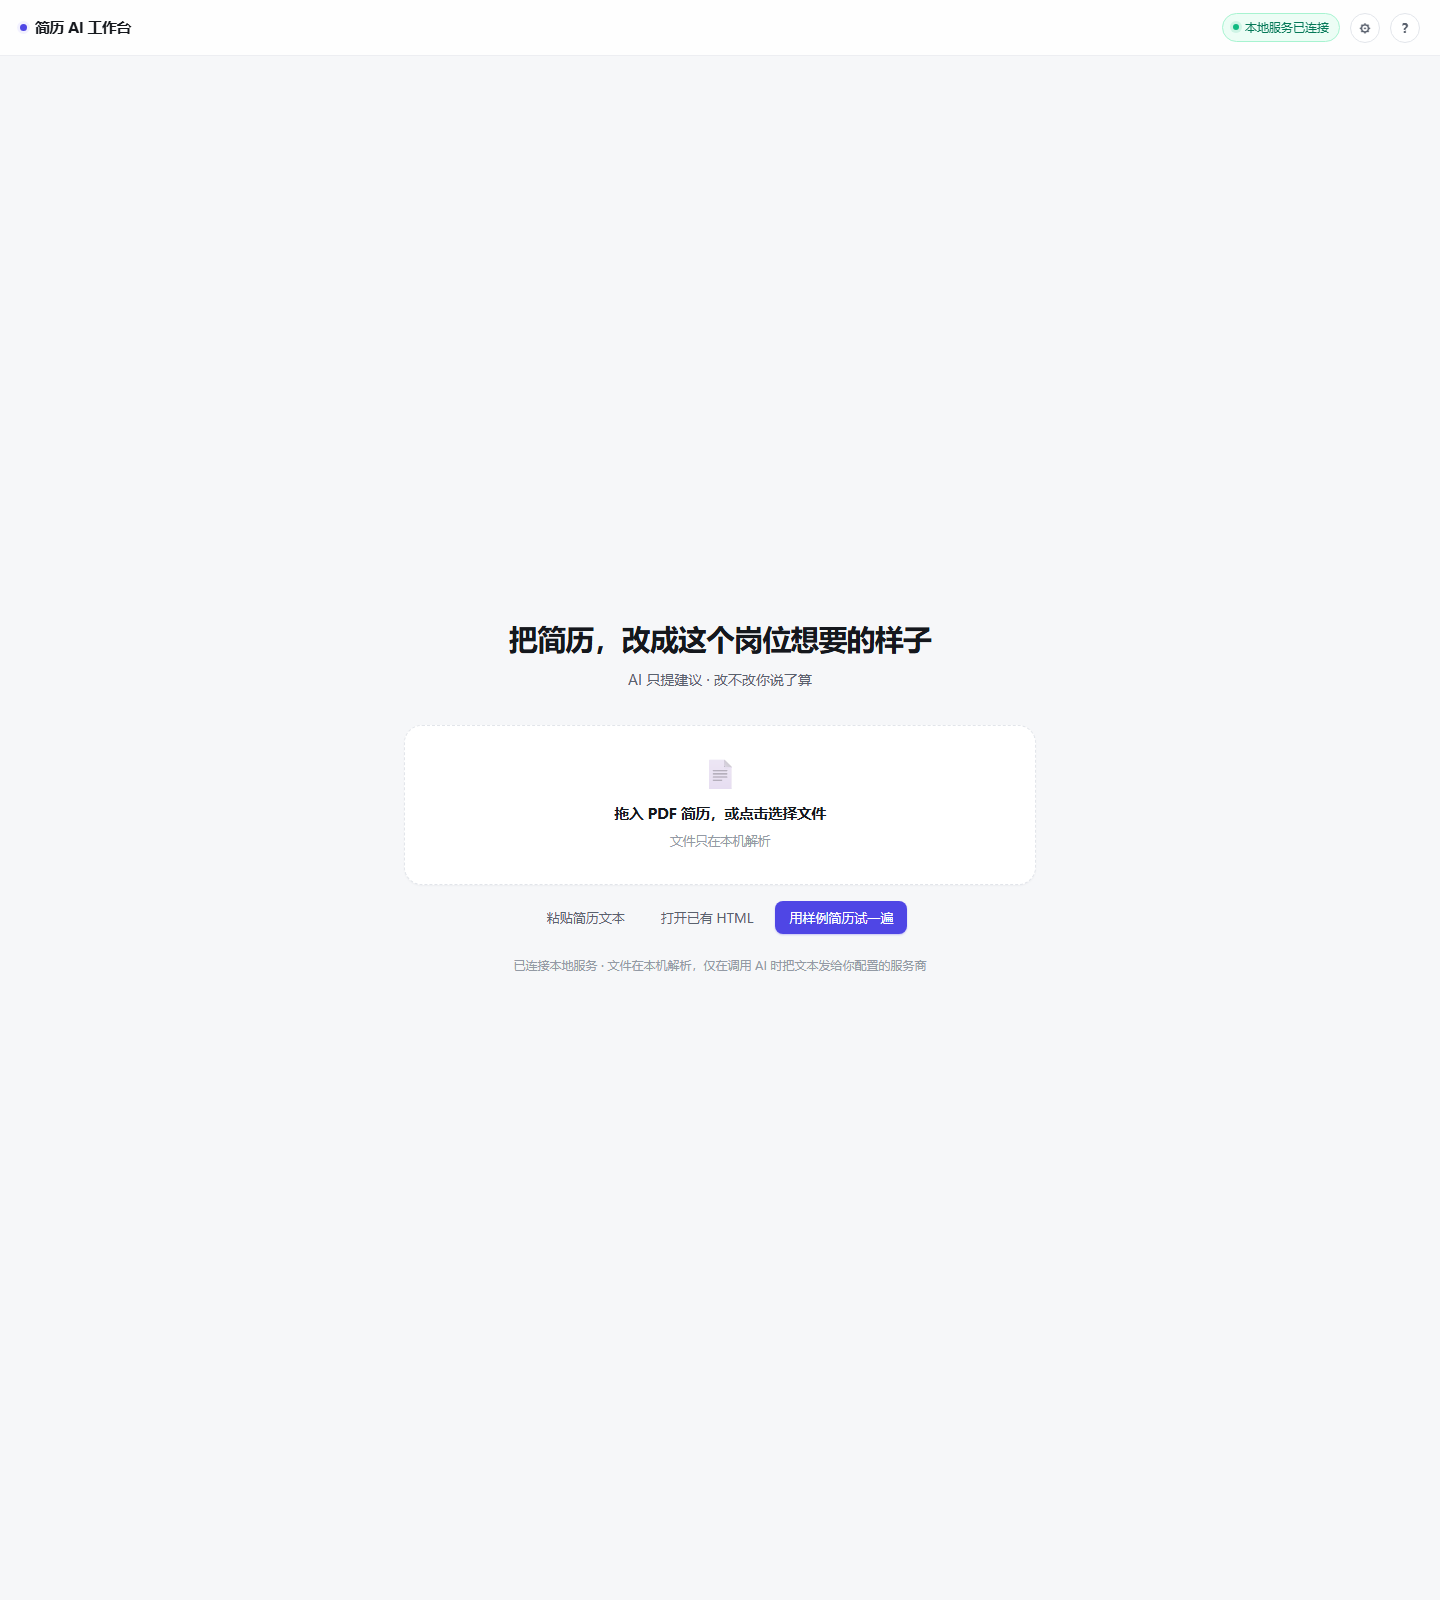 简历 AI 工作台
本地服务已连接
?
把简历，改成这个岗位想要的样子
AI 只提建议 · 改不改你说了算
拖入 PDF 简历，或点击选择文件
文件只在本机解析
粘贴简历文本
打开已有 HTML
用样例简历试一遍
已连接本地服务 · 文件在本机解析，仅在调用 AI 时把文本发给你配置的服务商